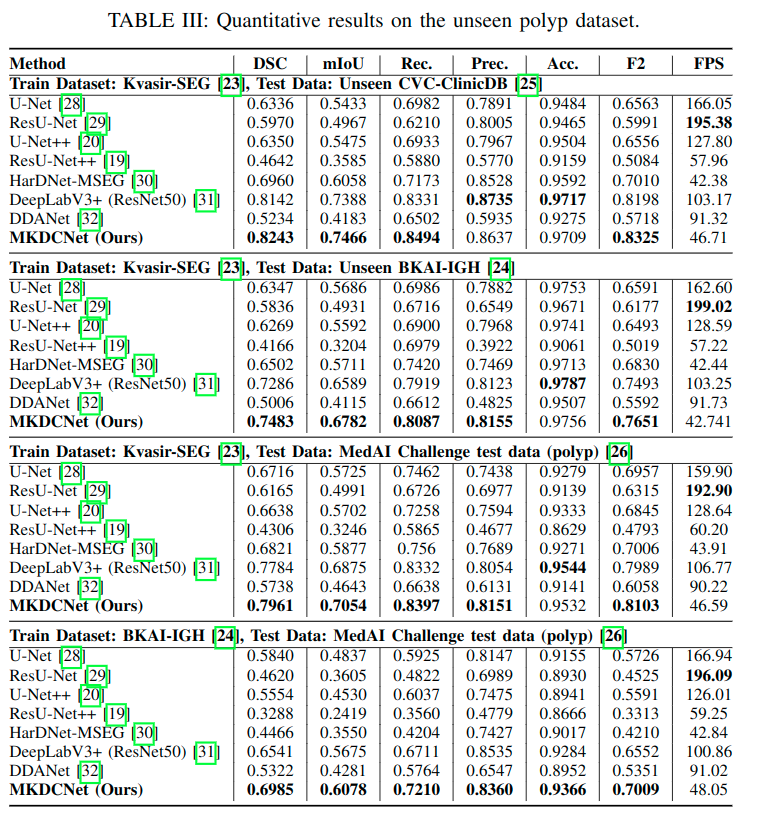 TABLE III: Quantitative results on the unseen polyp dataset.
Method DSC mIoU Rec. Prec. Acc. F2 FPS
Train Dataset: Kvasir-SEG [23], Test Data: Unseen CVC-ClinicDB [25]
U-Net [28] 0.6336 0.5433 0.6982 0.7891 0.9484 0.6563 166.05
ResU-Net [29] 0.5970 0.4967 0.6210 0.8005 0.9465 0.5991 195.38
U-Net++ [20] 0.6350 0.5475 0.6933 0.7967 0.9504 0.6556 127.80
ResU-Net++ [19] 0.4642 0.3585 0.5880 0.5770 0.9159 0.5084 57.96
HarDNet-MSEG [30] 0.6960 0.6058 0.7173 0.8528 0.9592 0.7010 42.38
DeepLabV3+ (ResNet50) [31] 0.8142 0.7388 0.8331 0.8735 0.9717 0.8198 103.17
DDANet [32] 0.5234 0.4183 0.6502 0.5935 0.9275 0.5718 91.32
MKDCNet (Ours) 0.8243 0.7466 0.8494 0.8637 0.9709 0.8325 46.71
Train Dataset: Kvasir-SEG [23], Test Data: Unseen BKAI-IGH [24]
U-Net [28] 0.6347 0.5686 0.6986 0.7882 0.9753 0.6591 162.60
ResU-Net [29] 0.5836 0.4931 0.6716 0.6549 0.9671 0.6177 199.02
U-Net++ [20] 0.6269 0.5592 0.6900 0.7968 0.9741 0.6493 128.59
ResU-Net++ [19] 0.4166 0.3204 0.6979 0.3922 0.9061 0.5019 57.22
HarDNet-MSEG [30] 0.6502 0.5711 0.7420 0.7469 0.9713 0.6830 42.44
DeepLabV3+ (ResNet50) [31] 0.7286 0.6589 0.7919 0.8123 0.9787 0.7493 103.25
DDANet [32] 0.5006 0.4115 0.6612 0.4825 0.9507 0.5592 91.73
MKDCNet (Ours) 0.7483 0.6782 0.8087 0.8155 0.9756 0.7651 42.741
Train Dataset: Kvasir-SEG [23], Test Data: MedAI Challenge test data (polyp) [26]
U-Net [28] 0.6716 0.5725 0.7462 0.7438 0.9279 0.6957 159.90
ResU-Net [29] 0.6165 0.4991 0.6726 0.6977 0.9139 0.6315 192.90
U-Net++ [20] 0.6638 0.5702 0.7258 0.7594 0.9333 0.6845 128.64
ResU-Net++ [19] 0.4306 0.3246 0.5865 0.4677 0.8629 0.4793 60.20
HarDNet-MSEG [30] 0.6821 0.5877 0.756 0.7689 0.9271 0.7006 43.91
DeepLabV3+ (ResNet50) [31] 0.7784 0.6875 0.8332 0.8054 0.9544 0.7989 106.77
DDANet [32] 0.5738 0.4643 0.6638 0.6131 0.9141 0.6058 90.22
MKDCNet (Ours) 0.7961 0.7054 0.8397 0.8151 0.9532 0.8103 46.59
Train Dataset: BKAI-IGH [24], Test Data: MedAI Challenge test data (polyp) [26]
U-Net [28] 0.5840 0.4837 0.5925 0.8147 0.9155 0.5726 166.94
ResU-Net [29] 0.4620 0.3605 0.4822 0.6989 0.8930 0.4525 196.09
U-Net++ [20] 0.5554 0.4530 0.6037 0.7475 0.8941 0.5591 126.01
ResU-Net++ [19] 0.3288 0.2419 0.3560 0.4779 0.8666 0.3313 59.25
HarDNet-MSEG [30] 0.4466 0.3550 0.4204 0.7427 0.9017 0.4210 42.84
DeepLabV3+ (ResNet50) [31] 0.6541 0.5675 0.6711 0.8535 0.9284 0.6552 100.86
DDANet [32] 0.5322 0.4281 0.5764 0.6547 0.8952 0.5351 91.02
MKDCNet (Ours) 0.6985 0.6078 0.7210 0.8360 0.9366 0.7009 48.05